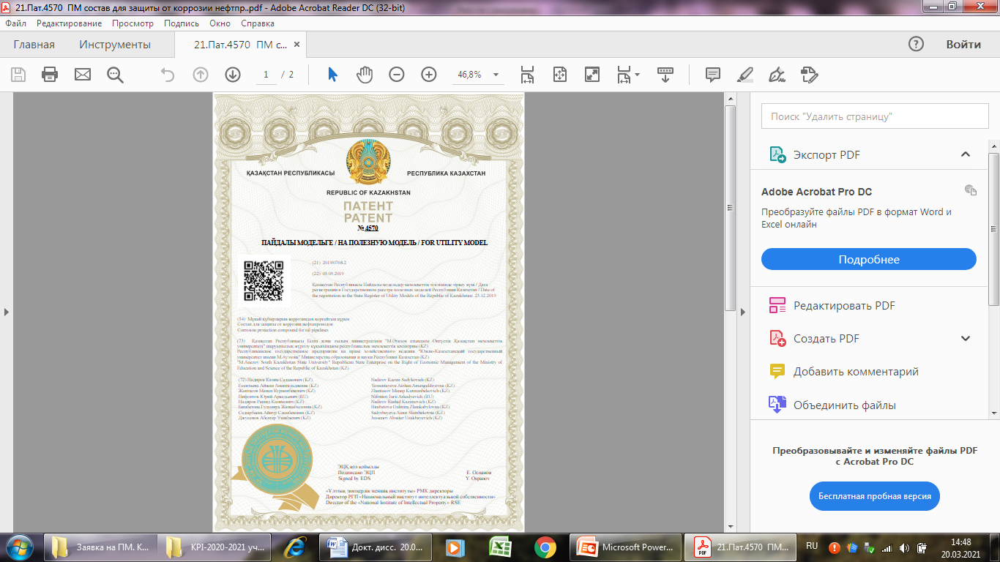 21.Пат.4570 ПМ состав для защиты от коррозии нефтпр..pdf - Adobe Acrobat Reader DC (32-bit)
Файл Редактирование Просмотр Подпись Окно Справка
Главная Инструменты 21.Пат.4570 ПМ с... × ? Войти
1 / 2 46,8%
ҚАЗАҚСТАН РЕСПУБЛИКАСЫ РЕСПУБЛИКА КАЗАХСТАН
REPUBLIC OF KAZAKHSTAN
ПАТЕНТ
PATENT
№ 4570
ПАЙДАЛЫ МОДЕЛЬГЕ / НА ПОЛЕЗНУЮ МОДЕЛЬ / FOR UTILITY MODEL
(21) 2019/0768.2
(22) 03.09.2019
Қазақстан Республикасы Пайдалы модельдер мемлекеттік тізілімінде тіркеу күні / Дата
регистрации в Государственном реестре полезных моделей Республики Казахстан / Date of
the registration in the State Register of Utility Models of the Republic of Kazakhstan: 23.12.2019
(54) Мұнай құбырларын коррозиядан қорғайтын құрам
Состав для защиты от коррозии нефтепроводов
Corrosion protection compound for oil pipelines
(73) Қазақстан Республикасы Білім және ғылым министрлігінің "М.Әуезов атындағы Оңтүстік Қазақстан мемлекеттік
университеті" шаруашылық жүргізу құқығындағы республикалық мемлекеттік кәсіпорны (KZ)
Республиканское государственное предприятие на праве хозяйственного ведения "Южно-Казахстанский государственный
университет имени М.Ауэзова" Министерства образования и науки Республики Казахстан (KZ)
"M.Auezov South Kazakhstan State University" Republican State Enterprise on the Right of Economic Management of the Ministry of
Education and Science of the Republic of Kazakhstan (KZ)
(72) Надиров Казим Садыкович (KZ) Nadirov Kazim Sadykovich (KZ)
Есентаева Айжан Амангельдиевна (KZ) Yessentayeva Aizhan Amangeldiyevna (KZ)
Жантасов Манап Курманбекович (KZ) Zhantasov Manap Kurmanbekovich (KZ)
Нифонтов Юрий Аркадьевич (RU) Nifontov Iurii Arkadyevich (RU)
Надиров Рашид Казимович (KZ) Nadirov Rashid Kazimovich (KZ)
Бимбетова Гульмира Жанкабыловна (KZ) Bimbetova Gulmira Zhankabylovna (KZ)
Садырбаева Айнур Сламбековна (KZ) Sadyrbayeva Ainur Slambekovna (KZ)
Джусенов Абсатер Узакбаевич (KZ) Jussenov Absater Uzakbayevich (KZ)
ЭЦҚ қол қойылды
Подписано ЭЦП Е. Оспанов
Signed by EDS Y. Ospanov
«Ұлттық зияткерлік меншік институты» РМК директоры
Директор РГП «Национальный институт интеллектуальной собственности»
Director of the «National Institute of Intellectual Property» RSE
Поиск "Удалить страницу"
Экспорт PDF
Adobe Acrobat Pro DC
Преобразуйте файлы PDF в формат Word и
Excel онлайн
Подробнее
Редактировать PDF
Создать PDF
Добавить комментарий
Объединить файлы
Преобразовывайте и изменяйте файлы PDF
с Acrobat Pro DC
Бесплатная пробная версия
Заявка на ПМ. К... KPI-2020-2021 уч... Докт. дисс. 20.0... Microsoft Power... 21.Пат.4570 ПМ... RU 14:48
20.03.2021